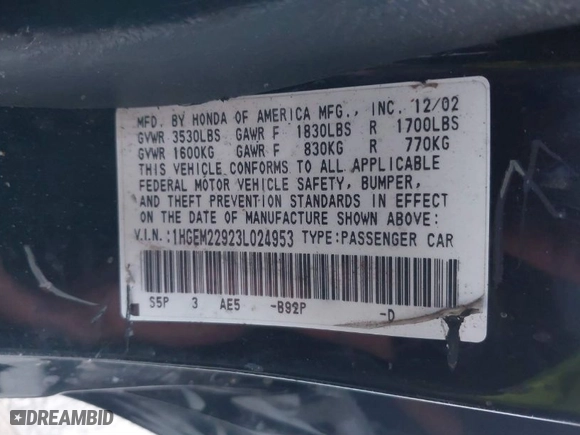 MFD. BY HONDA OF AMERICA MFG., INC. 12/02
GVWR 3530LBS GAWR F 1830LBS R 1700LBS
GVWR 1600KG GAWR F 830KG R 770KG
THIS VEHICLE CONFORMS TO ALL APPLICABLE
FEDERAL MOTOR VEHICLE SAFETY, BUMPER,
AND THEFT PREVENTION STANDARDS IN EFFECT
ON THE DATE OF MANUFACTURE SHOWN ABOVE.
V.I.N.:1HGEM22923L024953 TYPE:PASSENGER CAR
S5P 3 AE5 -B92P -D
DREAMBID